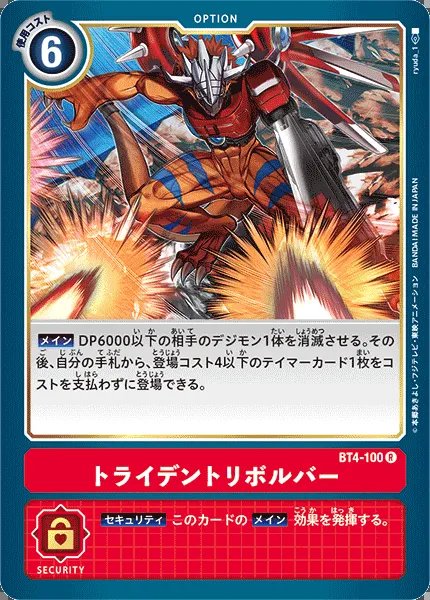 OPTION
使用コスト
6
メイン DP6000以下の相手のデジモン1体を消滅させる。その
後、自分の手札から、登場コスト4以下のテイマーカード1枚をコ
ストを支払わずに登場できる。
BT4-100 R
トライデントリボルバー
セキュリティ このカードの メイン 効果を発揮する。
SECURITY
ryuda_1
©本郷あきよし・フジテレビ・東映アニメーション BANDAI MADE IN JAPAN